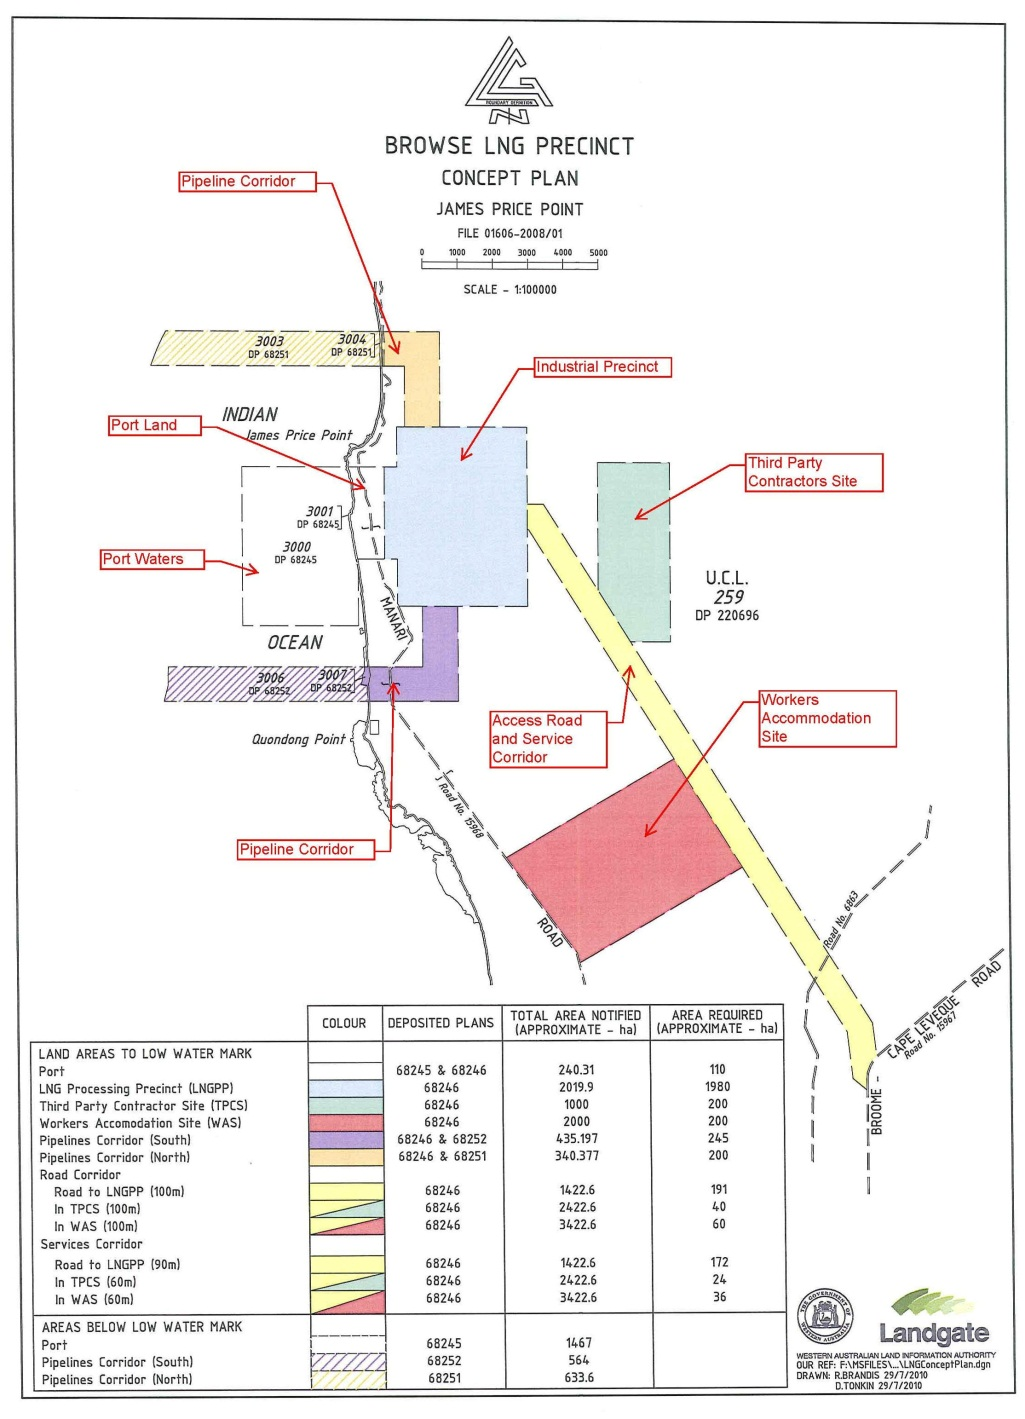 BOUNDARY DEFINITION
BROWSE LNG PRECINCT
CONCEPT PLAN
JAMES PRICE POINT
FILE 01606-2008/01
0 1000 2000 3000 4000 5000
SCALE - 1:100000
Pipeline Corridor
3003
DP 68251
3004
DP 68251
Industrial Precinct
INDIAN
Port Land
James Price Point
Third Party
Contractors Site
3001
DP 68245
3000
DP 68245
Port Waters
U.C.L.
259
DP 220696
MANARI
OCEAN
3006
DP 68252
3007
DP 68252
Workers
Accommodation
Site
Access Road
and Service
Corridor
Quondong Point
Road No. 15968
Pipeline Corridor
ROAD
Road No. 6863
CAPE LEVEQUE ROAD
Road No. 15967
BROOME -
COLOUR DEPOSITED PLANS TOTAL AREA NOTIFIED (APPROXIMATE - ha) AREA REQUIRED (APPROXIMATE - ha)
LAND AREAS TO LOW WATER MARK
Port 68245 & 68246 240.31 110
LNG Processing Precinct (LNGPP) 68246 2019.9 1980
Third Party Contractor Site (TPCS) 68246 1000 200
Workers Accomodation Site (WAS) 68246 2000 200
Pipelines Corridor (South) 68246 & 68252 435.197 245
Pipelines Corridor (North) 68246 & 68251 340.377 200
Road Corridor
Road to LNGPP (100m) 68246 1422.6 191
In TPCS (100m) 68246 2422.6 40
In WAS (100m) 68246 3422.6 60
Services Corridor
Road to LNGPP (90m) 68246 1422.6 172
In TPCS (60m) 68246 2422.6 24
In WAS (60m) 68246 3422.6 36
AREAS BELOW LOW WATER MARK
Port 68245 1467
Pipelines Corridor (South) 68252 564
Pipelines Corridor (North) 68251 633.6
THE GOVERNMENT OF
WESTERN AUSTRALIA
Landgate
WESTERN AUSTRALIAN LAND INFORMATION AUTHORITY
OUR REF: F:\MSFILES\...\LNGConceptPlan.dgn
DRAWN: R.BRANDIS 29/7/2010
D.TONKIN 29/7/2010